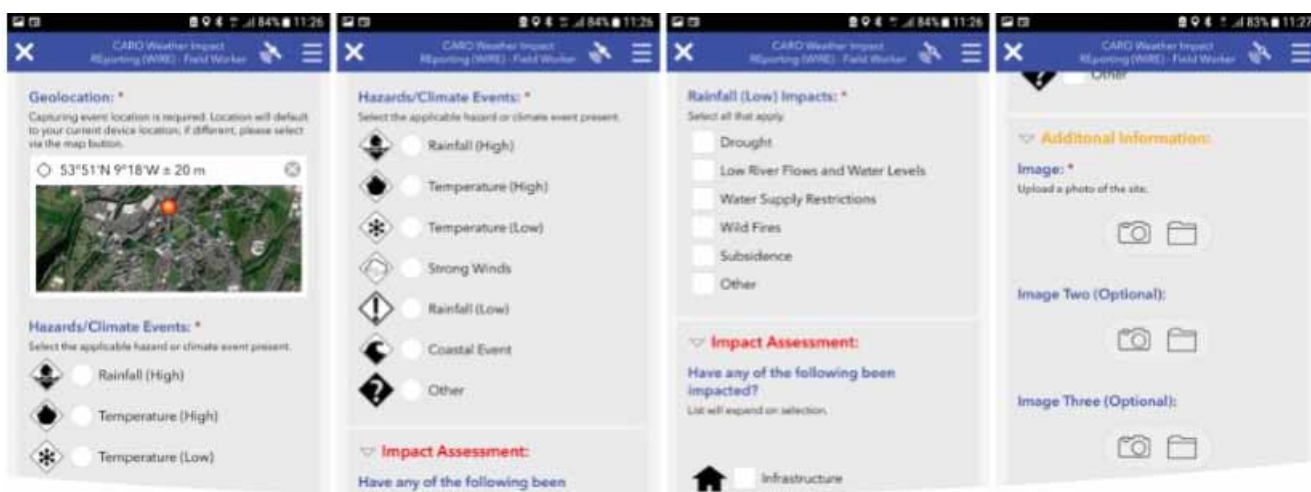 84% 11:26
CARO Weather Impact
REporting (WIRE) - Field Worker
Geolocation: *
Capturing event location is required. Location will default
to your current device location, if different, please select
via the map button.
53°51'N 9°18'W ± 20 m
Hazards/Climate Events: *
Select the applicable hazard or climate event present.
Rainfall (High)
Temperature (High)
Temperature (Low)
84% 11:26
CARO Weather Impact
REporting (WIRE) - Field Worker
Hazards/Climate Events: *
Select the applicable hazard or climate event present.
Rainfall (High)
Temperature (High)
Temperature (Low)
Strong Winds
Rainfall (Low)
Coastal Event
Other
Impact Assessment:
Have any of the following been
84% 11:26
CARO Weather Impact
REporting (WIRE) - Field Worker
Rainfall (Low) Impacts: *
Select all that apply.
Drought
Low River Flows and Water Levels
Water Supply Restrictions
Wild Fires
Subsidence
Other
Impact Assessment:
Have any of the following been
impacted?
List will expand on selection.
Infrastructure
83% 11:27
CARO Weather Impact
REporting (WIRE) - Field Worker
Other
Additonal Information:
Image: *
Upload a photo of the site.
Image Two (Optional):
Image Three (Optional):